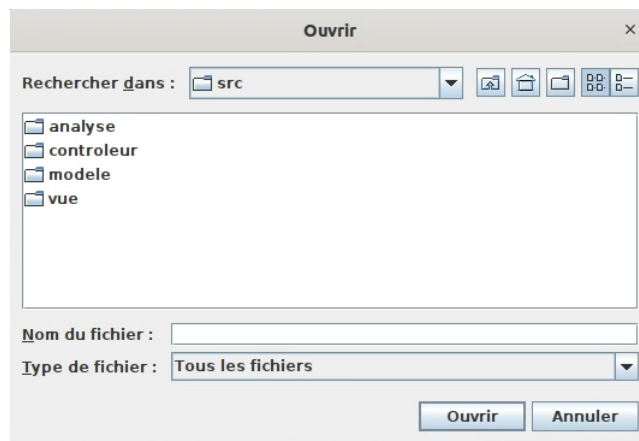 Ouvrir
Rechercher dans : src
analyse
controleur
modele
vue
Nom du fichier :
Type de fichier : Tous les fichiers
Ouvrir Annuler